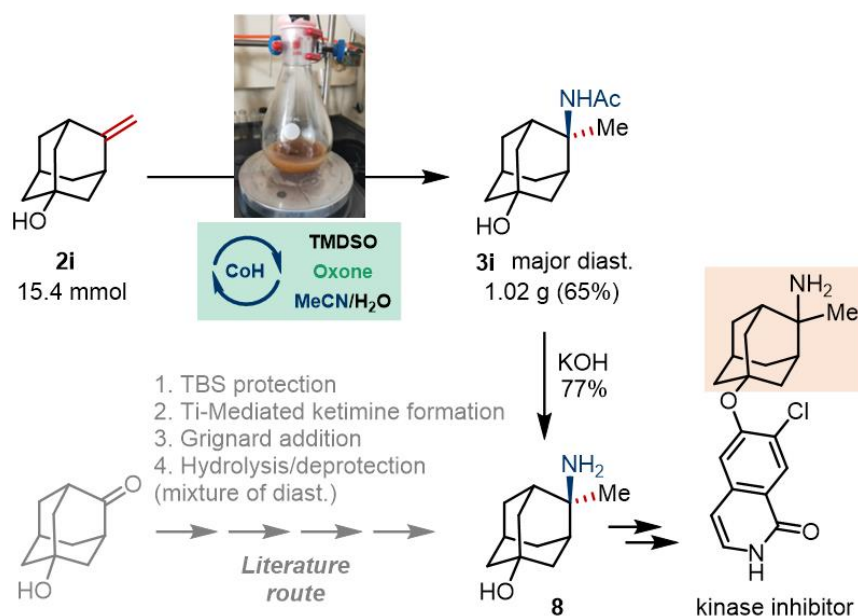 NHAc
Me
HO
2i
15.4 mmol
CoH
TMDSO
Oxone
MeCN/H₂O
HO
3i major diast.
1.02 g (65%)
KOH
77%
NH₂
Me
O
Cl
O
N
H
kinase inhibitor
1. TBS protection
2. Ti-Mediated ketimine formation
3. Grignard addition
4. Hydrolysis/deprotection
(mixture of diast.)
Literature
route
O
HO
NH₂
Me
HO
8